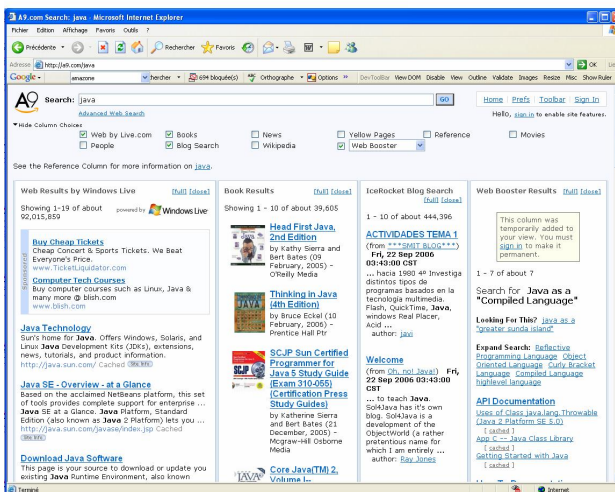 A9.com Search: java - Microsoft Internet Explorer
Fichier Edition Affichage Favoris Outils ?
Précédente Rechercher Favoris
Adresse http://a9.com/java OK
Google amazone chercher 694 bloquée(s) Orthographe Options DevToolBar View DOM Disable View Outline Validate Images Resize Misc Show Ruler
A9 Search: java GO
Home Prefs Toolbar Sign In
Advanced Web Search
Hello, sign in to enable site features.
Hide Column Choices
Web by Live.com Books News Yellow Pages Reference Movies
People Blog Search Wikipedia Web Booster
See the Reference Column for more information on java.
Web Results by Windows Live [full] [close]
Showing 1-19 of about 92,015,859
powered by Windows Live
Sponsored
Buy Cheap Tickets
Cheap Concert & Sports Tickets. We Beat
Everyone's Price.
www.TicketLiquidator.com
Computer Tech Courses
Buy computer courses such as Linux, Java &
many more @ blish.com
www.blish.com
Java Technology
Sun's home for Java. Offers Windows, Solaris, and
Linux Java Development Kits (JDKs), extensions,
news, tutorials, and product information.
http://java.sun.com/ Cached Site Info
Java SE - Overview - at a Glance
Based on the acclaimed NetBeans platform, this set
of tools provides complete support for enterprise ...
Java SE at a Glance. Java Platform, Standard
Edition (also known as Java 2 Platform) lets you ...
http://java.sun.com/javase/index.jsp Cached
Site Info
Download Java Software
This page is your source to download or update you
existing Java Runtime Environment, also known
Book Results [full] [close]
Showing 1 - 10 of about 39,605
Head First Java,
2nd Edition
by Kathy Sierra and
Bert Bates (09
February, 2005) -
O'Reilly Media
Thinking in Java
(4th Edition)
by Bruce Eckel (10
February, 2006) -
Prentice Hall Ptr
SCJP Sun Certified
Programmer for
Java 5 Study Guide
(Exam 310-055)
(Certification Press
Study Guides)
by Katherine Sierra
and Bert Bates (21
December, 2005) -
Mcgraw-Hill Osborne
Media
Core Java(TM) 2,
Volume I--
IceRocket Blog Search
[full] [close]
1 - 10 of about 444,396
ACTIVIDADES TEMA 1
(from ***SMIT BLOG***)
Fri, 22 Sep 2006
03:43:00 CST
... hacia 1980 4º Investiga
distintos tipos de
programas basados en la
tecnología multimedia.
Flash, QuickTime, Java,
windows Real Placer,
Acid ...
author: javi
Welcome
(from Oh, no! Java!) Fri,
22 Sep 2006 03:43:00
CST
... to teach Java.
Sol4Java has it's own
blog. Sol4Java is a
development of the
ObjectWorld (a rather
pretentious name for
which I am entirely ...
author: Ray Jones
Web Booster Results [full] [close]
This column was
temporarily added to
your view. You must
sign in to make it
permanent.
1 - 7 of about 7
Search for Java as a
"Compiled Language"
Looking For This? java as a
"greater sunda island"
Expand Search: Reflective
Programming Language Object
Oriented Language Curly Bracket
Language Compiled Language
highlevel language
API Documentation
Uses of Class java.lang.Throwable
(Java 2 Platform SE 5.0)
[ cached ]
App C -- Java Class Library
[ cached ]
Getting Started with Java
[ cached ]
Terminé Internet